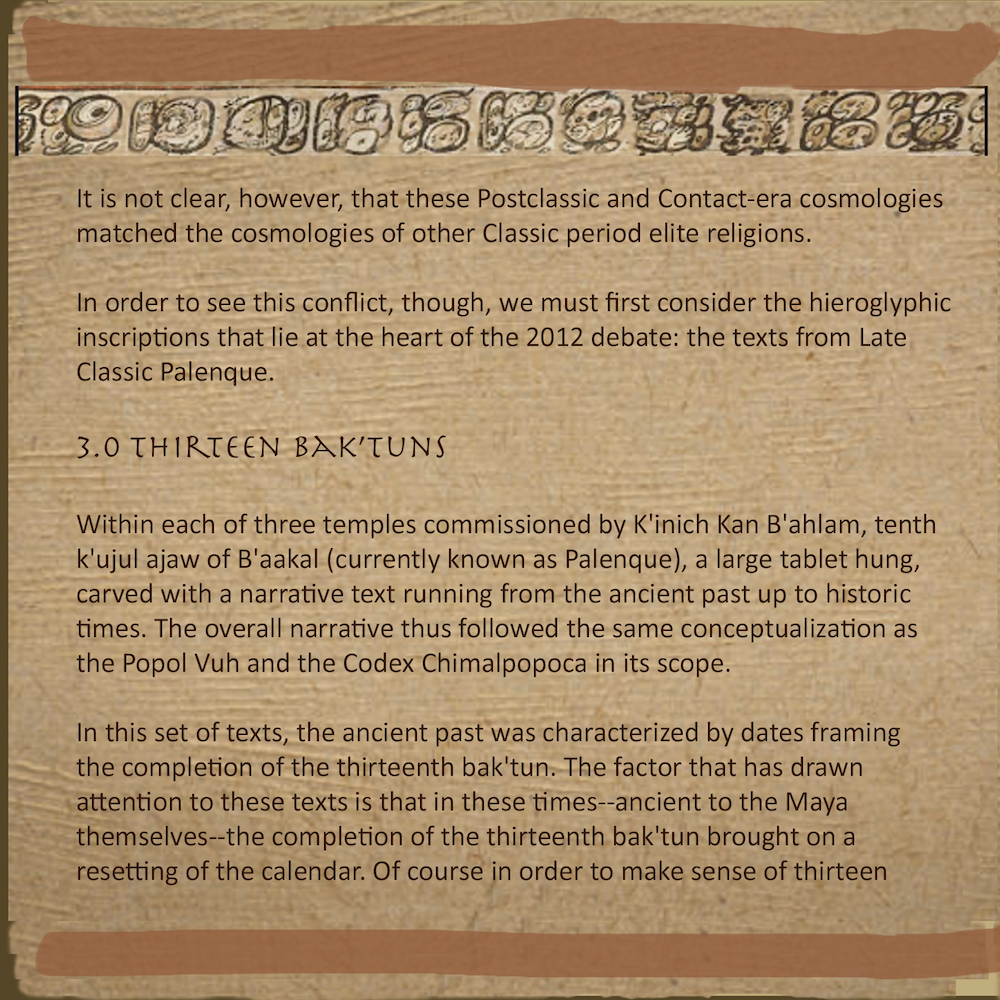 It is not clear, however, that these Postclassic and Contact-era cosmologies
matched the cosmologies of other Classic period elite religions.
In order to see this conflict, though, we must first consider the hieroglyphic
inscriptions that lie at the heart of the 2012 debate: the texts from Late
Classic Palenque.
3.0 THIRTEEN BAK'TUNS
Within each of three temples commissioned by K'inich Kan B'ahlam, tenth
k'ujul ajaw of B'aakal (currently known as Palenque), a large tablet hung,
carved with a narrative text running from the ancient past up to historic
times. The overall narrative thus followed the same conceptualization as
the Popol Vuh and the Codex Chimalpopoca in its scope.
In this set of texts, the ancient past was characterized by dates framing
the completion of the thirteenth bak'tun. The factor that has drawn
attention to these texts is that in these times--ancient to the Maya
themselves--the completion of the thirteenth bak'tun brought on a
resetting of the calendar. Of course in order to make sense of thirteen